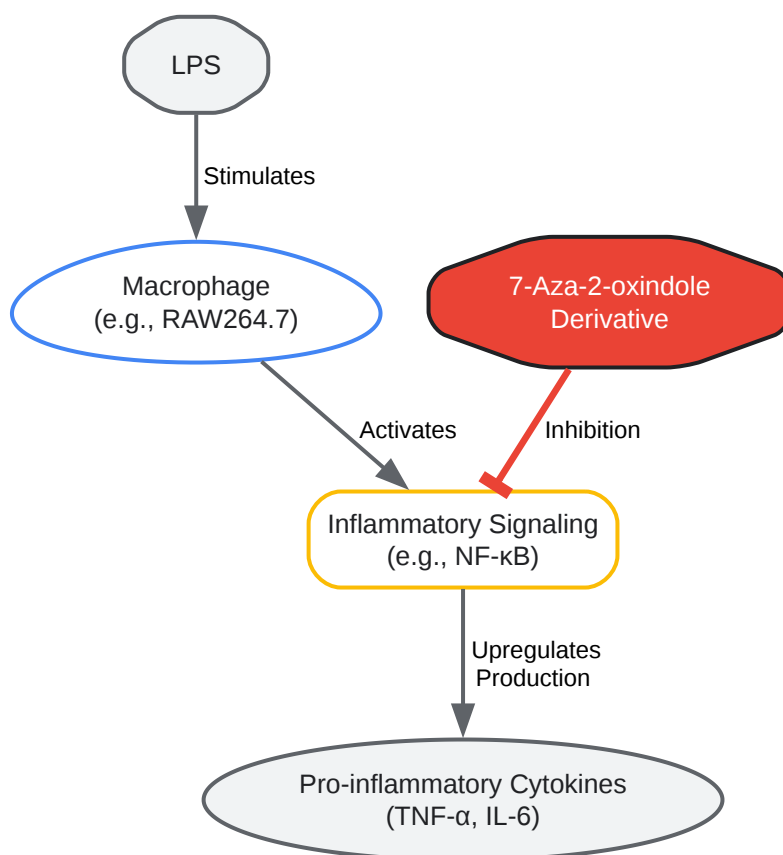 LPS
Stimulates
Macrophage
(e.g., RAW264.7)
7-Aza-2-oxindole
Derivative
Activates
Inhibition
Inflammatory Signaling
(e.g., NF-κB)
Upregulates
Production
Pro-inflammatory Cytokines
(TNF-α, IL-6)